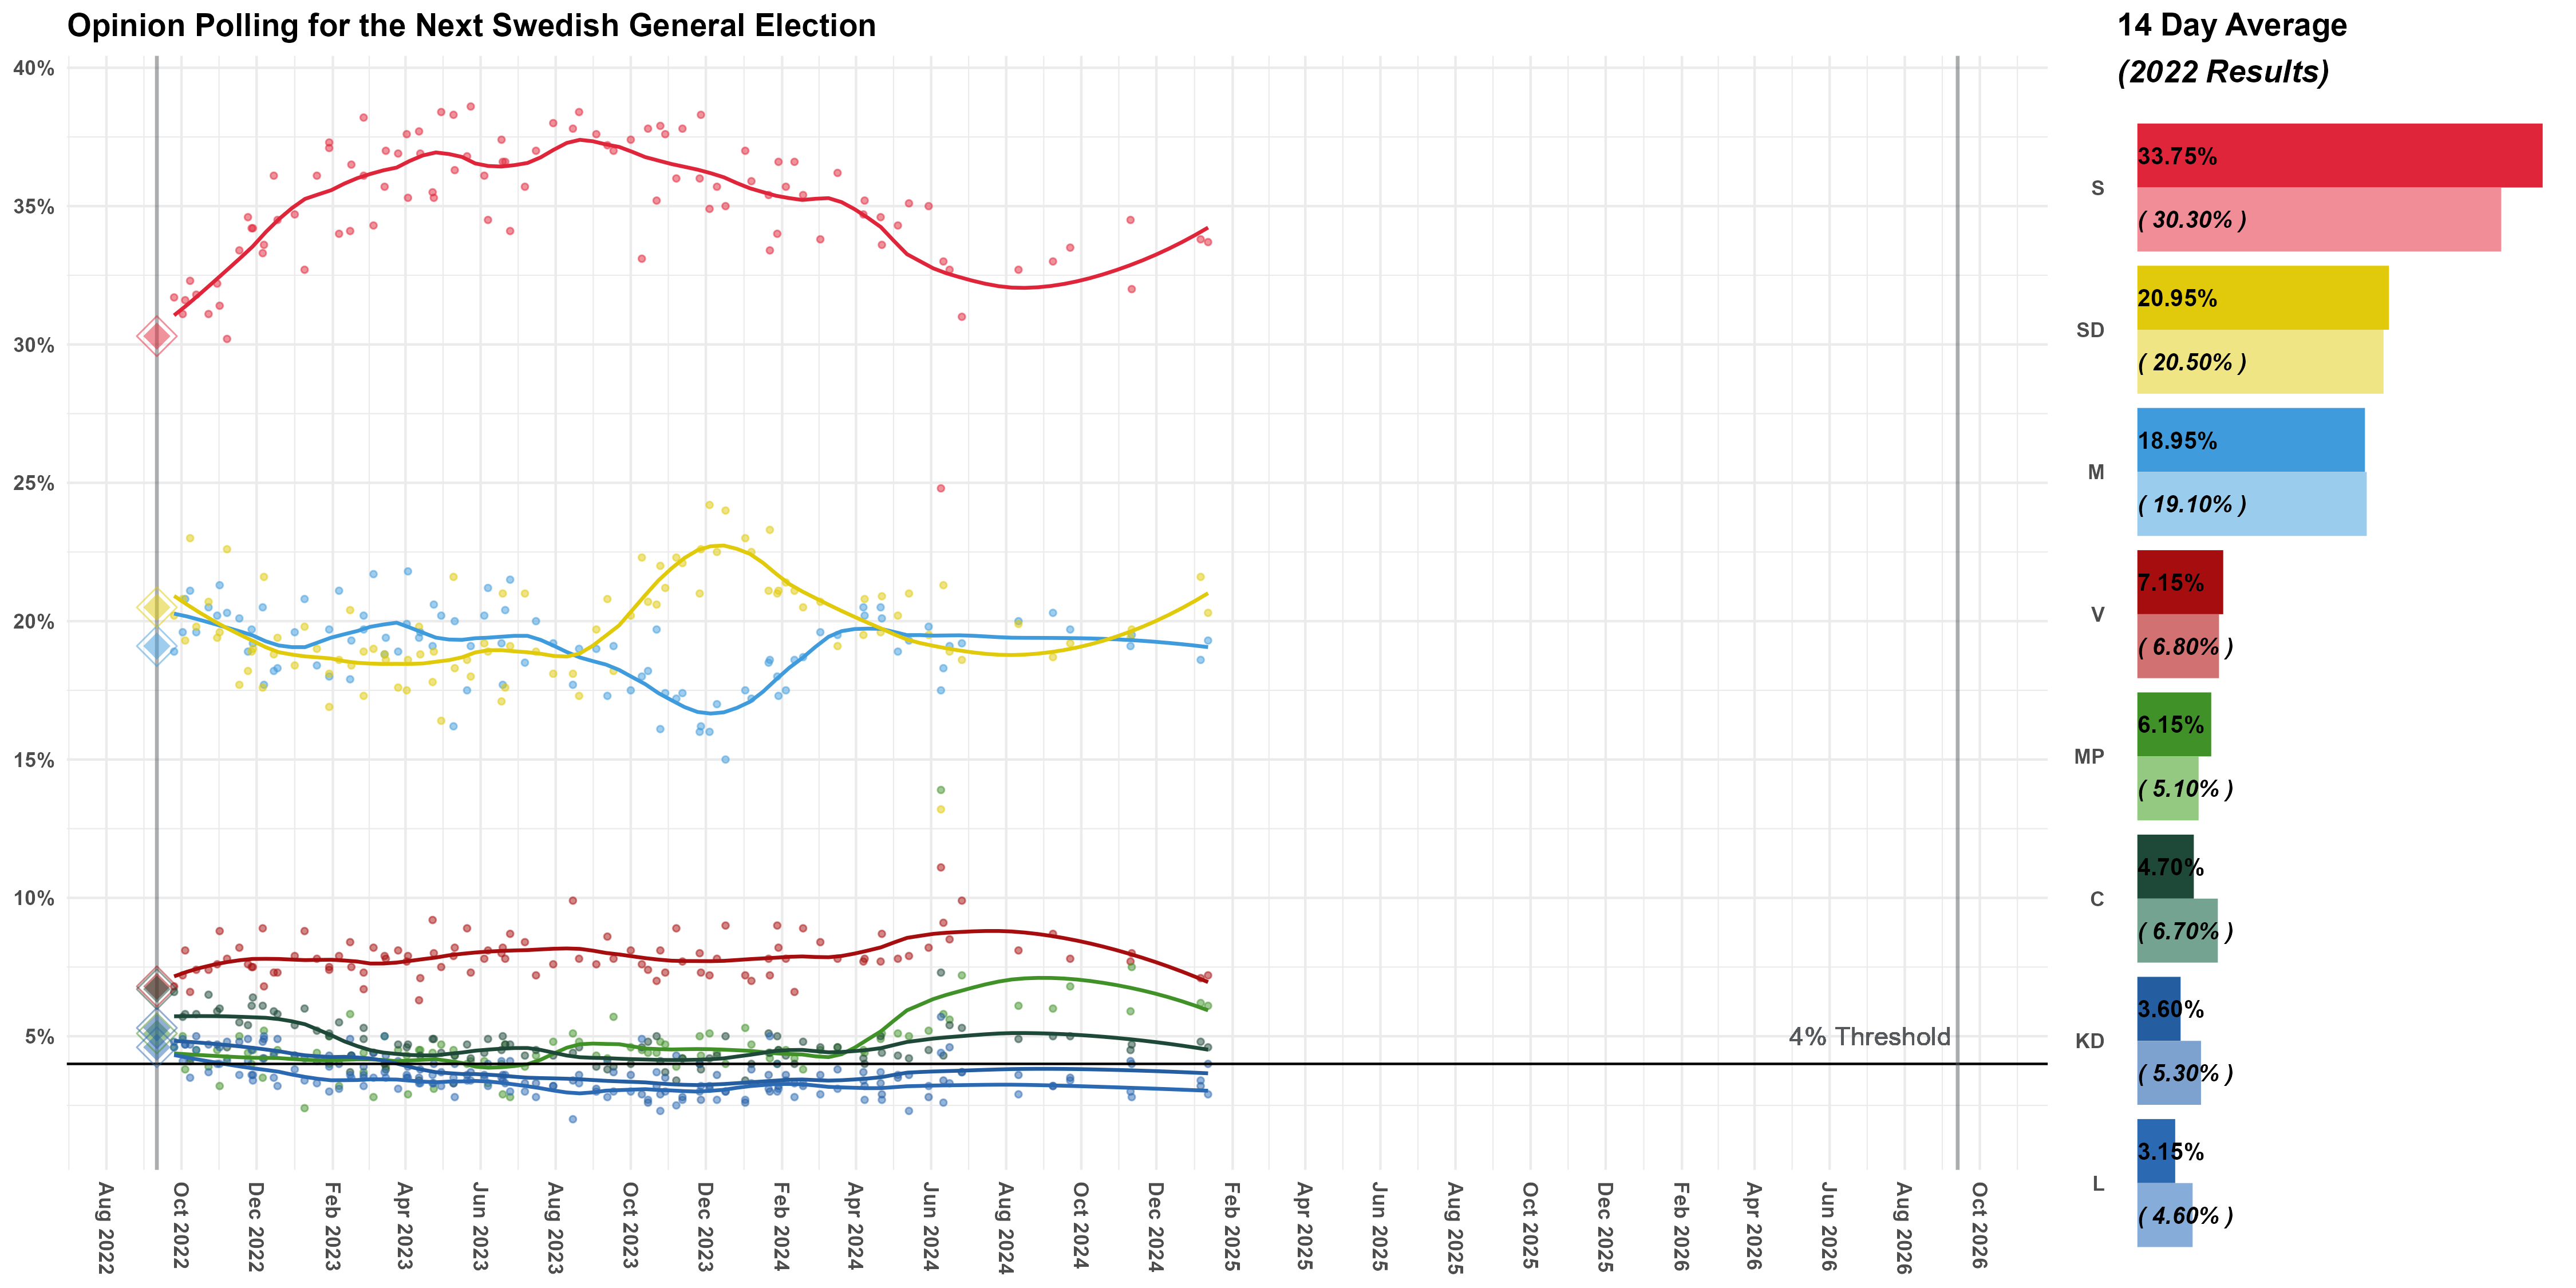 Opinion Polling for the Next Swedish General Election
14 Day Average
(2022 Results)
40%
35%
30%
25%
20%
15%
10%
5%
4% Threshold
Aug 2022
Oct 2022
Dec 2022
Feb 2023
Apr 2023
Jun 2023
Aug 2023
Oct 2023
Dec 2023
Feb 2024
Apr 2024
Jun 2024
Aug 2024
Oct 2024
Dec 2024
Feb 2025
Apr 2025
Jun 2025
Aug 2025
Oct 2025
Dec 2025
Feb 2026
Apr 2026
Jun 2026
Aug 2026
Oct 2026
S
33.75%
( 30.30% )
SD
20.95%
( 20.50% )
M
18.95%
( 19.10% )
V
7.15%
( 6.80% )
MP
6.15%
( 5.10% )
C
4.70%
( 6.70% )
KD
3.60%
( 5.30% )
L
3.15%
( 4.60% )